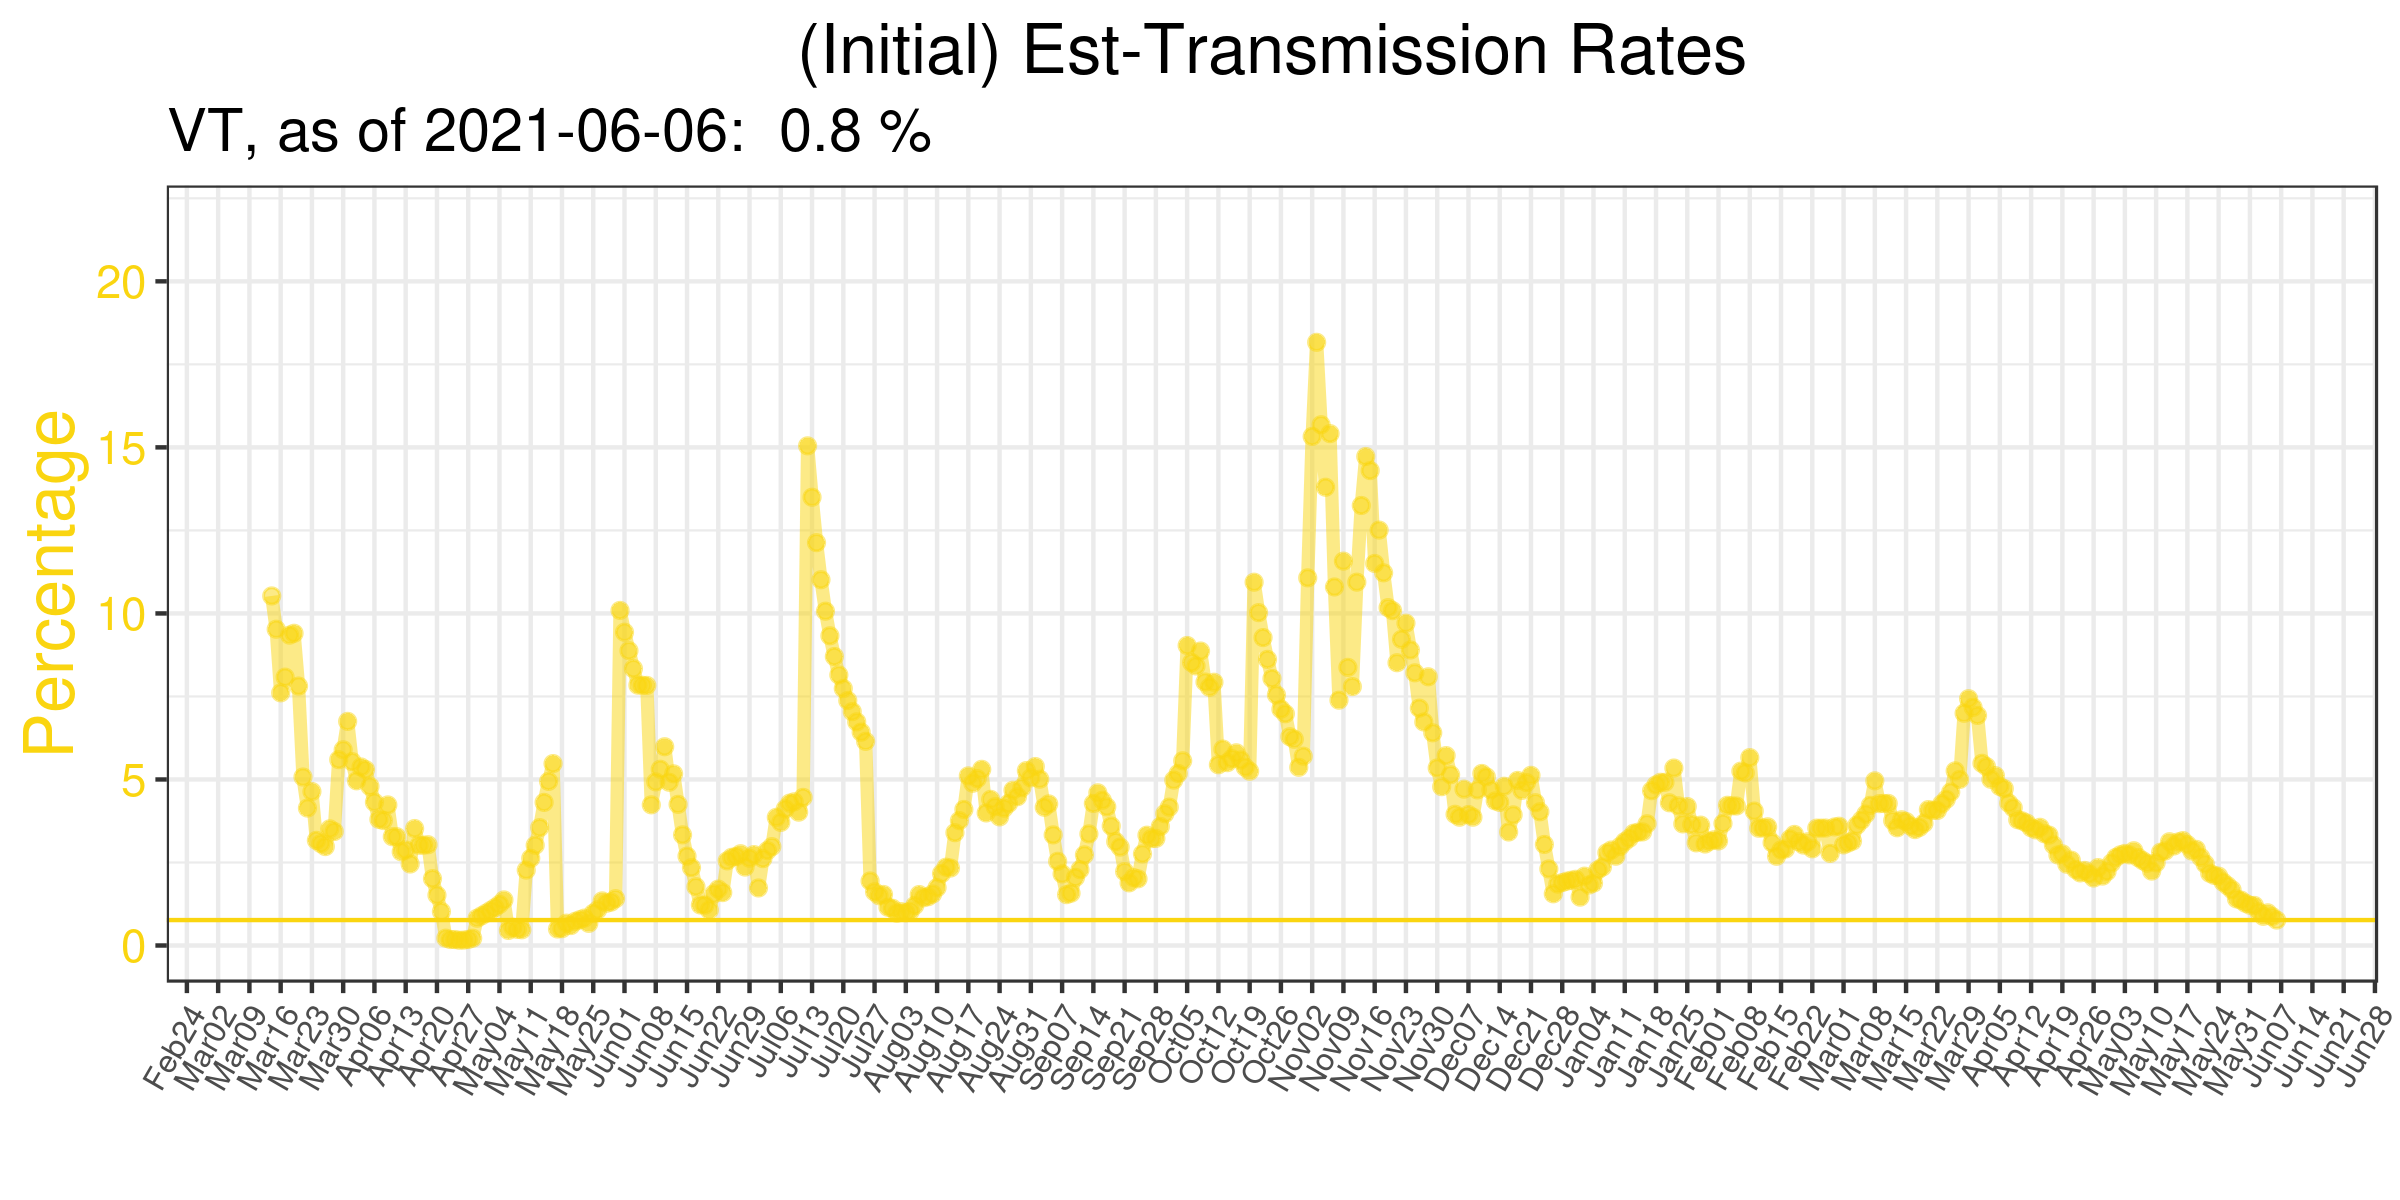 (Initial) Est-Transmission Rates
VT, as of 2021-06-06:  0.8 %
Percentage
20
15
10
5
0
Feb24
Mar02
Mar09
Mar16
Mar23
Mar30
Apr06
Apr13
Apr20
Apr27
May04
May11
May18
May25
Jun01
Jun08
Jun15
Jun22
Jun29
Jul06
Jul13
Jul20
Jul27
Aug03
Aug10
Aug17
Aug24
Aug31
Sep07
Sep14
Sep21
Sep28
Oct05
Oct12
Oct19
Oct26
Nov02
Nov09
Nov16
Nov23
Nov30
Dec07
Dec14
Dec21
Dec28
Jan04
Jan11
Jan18
Jan25
Feb01
Feb08
Feb15
Feb22
Mar01
Mar08
Mar15
Mar22
Mar29
Apr05
Apr12
Apr19
Apr26
May03
May10
May17
May24
May31
Jun07
Jun14
Jun21
Jun28